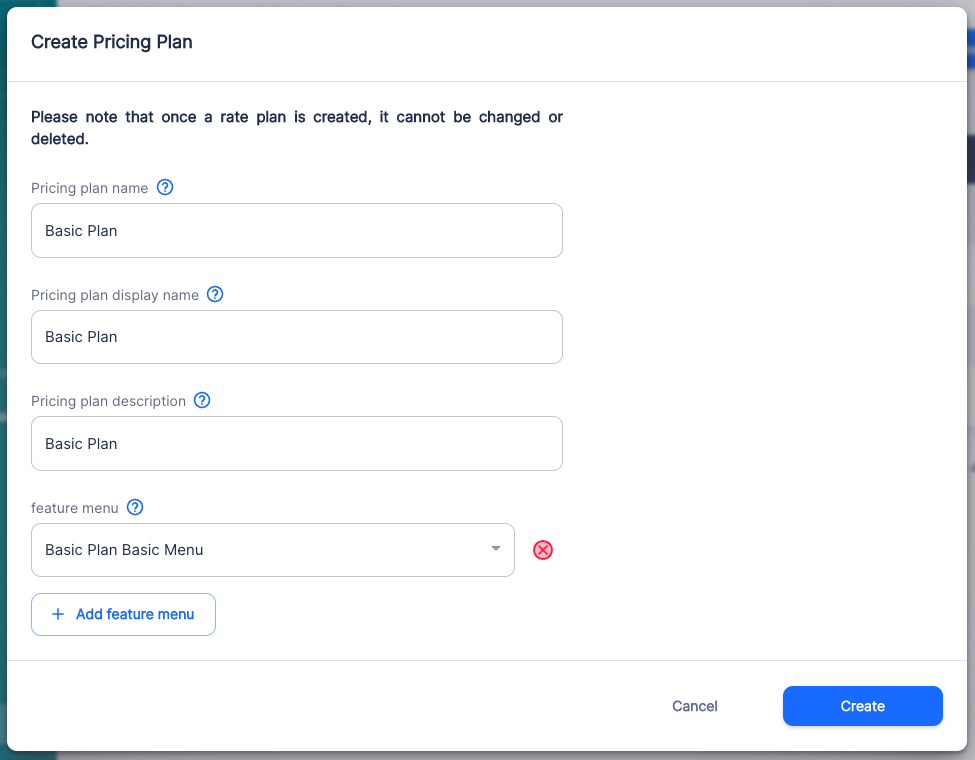 Create Pricing Plan
Please note that once a rate plan is created, it cannot be changed or
deleted.
Pricing plan name
Basic Plan
Pricing plan display name
Basic Plan
Pricing plan description
Basic Plan
feature menu
Basic Plan Basic Menu
+ Add feature menu
Cancel
Create